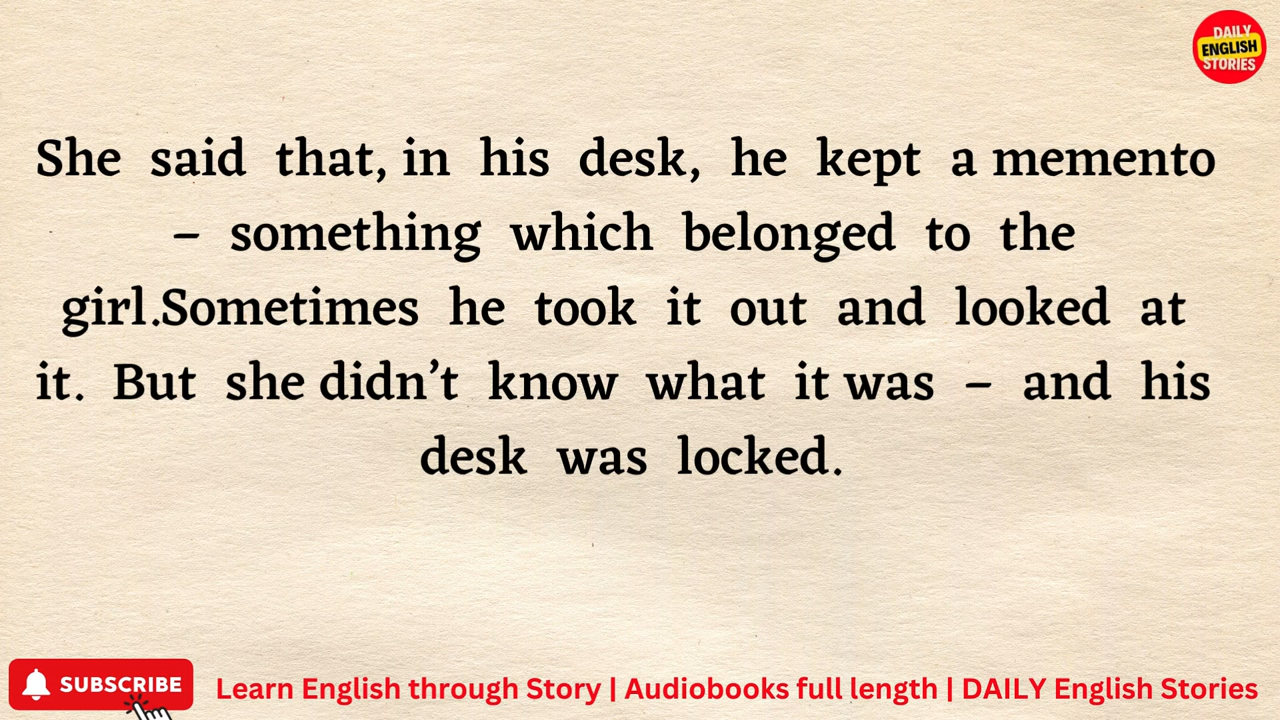 DAILY
ENGLISH
STORIES
She said that, in his desk, he kept a memento
– something which belonged to the
girl.Sometimes he took it out and looked at
it. But she didn’t know what it was – and his
desk was locked.
SUBSCRIBE
Learn English through Story | Audiobooks full length | DAILY English Stories